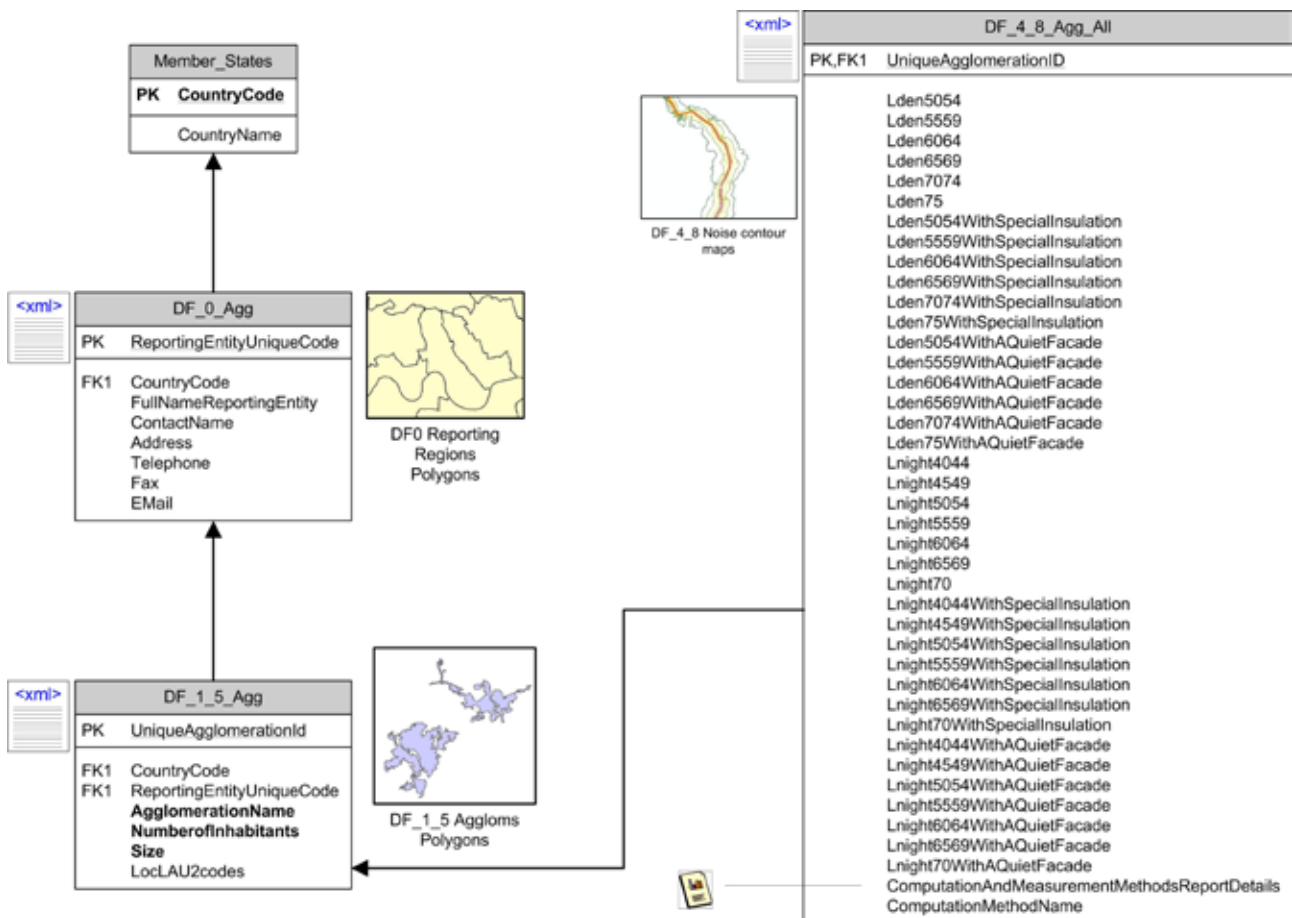 Member_States
PK CountryCode
CountryName
<xml>
DF_0_Agg
PK ReportingEntityUniqueCode
FK1 CountryCode
FullNameReportingEntity
ContactName
Address
Telephone
Fax
EMail
DF0 Reporting
Regions
Polygons
<xml>
DF_1_5_Agg
PK UniqueAgglomerationId
FK1 CountryCode
FK1 ReportingEntityUniqueCode
AgglomerationName
NumberofInhabitants
Size
LocLAU2codes
DF_1_5 Aggloms
Polygons
<xml>
DF_4_8 Noise contour
maps
DF_4_8_Agg_All
PK,FK1 UniqueAgglomerationID
Lden5054
Lden5559
Lden6064
Lden6569
Lden7074
Lden75
Lden5054WithSpecialInsulation
Lden5559WithSpecialInsulation
Lden6064WithSpecialInsulation
Lden6569WithSpecialInsulation
Lden7074WithSpecialInsulation
Lden75WithSpecialInsulation
Lden5054WithAQuietFacade
Lden5559WithAQuietFacade
Lden6064WithAQuietFacade
Lden6569WithAQuietFacade
Lden7074WithAQuietFacade
Lden75WithAQuietFacade
Lnight4044
Lnight4549
Lnight5054
Lnight5559
Lnight6064
Lnight6569
Lnight70
Lnight4044WithSpecialInsulation
Lnight4549WithSpecialInsulation
Lnight5054WithSpecialInsulation
Lnight5559WithSpecialInsulation
Lnight6064WithSpecialInsulation
Lnight6569WithSpecialInsulation
Lnight70WithSpecialInsulation
Lnight4044WithAQuietFacade
Lnight4549WithAQuietFacade
Lnight5054WithAQuietFacade
Lnight5559WithAQuietFacade
Lnight6064WithAQuietFacade
Lnight6569WithAQuietFacade
Lnight70WithAQuietFacade
ComputationAndMeasurementMethodsReportDetails
ComputationMethodName